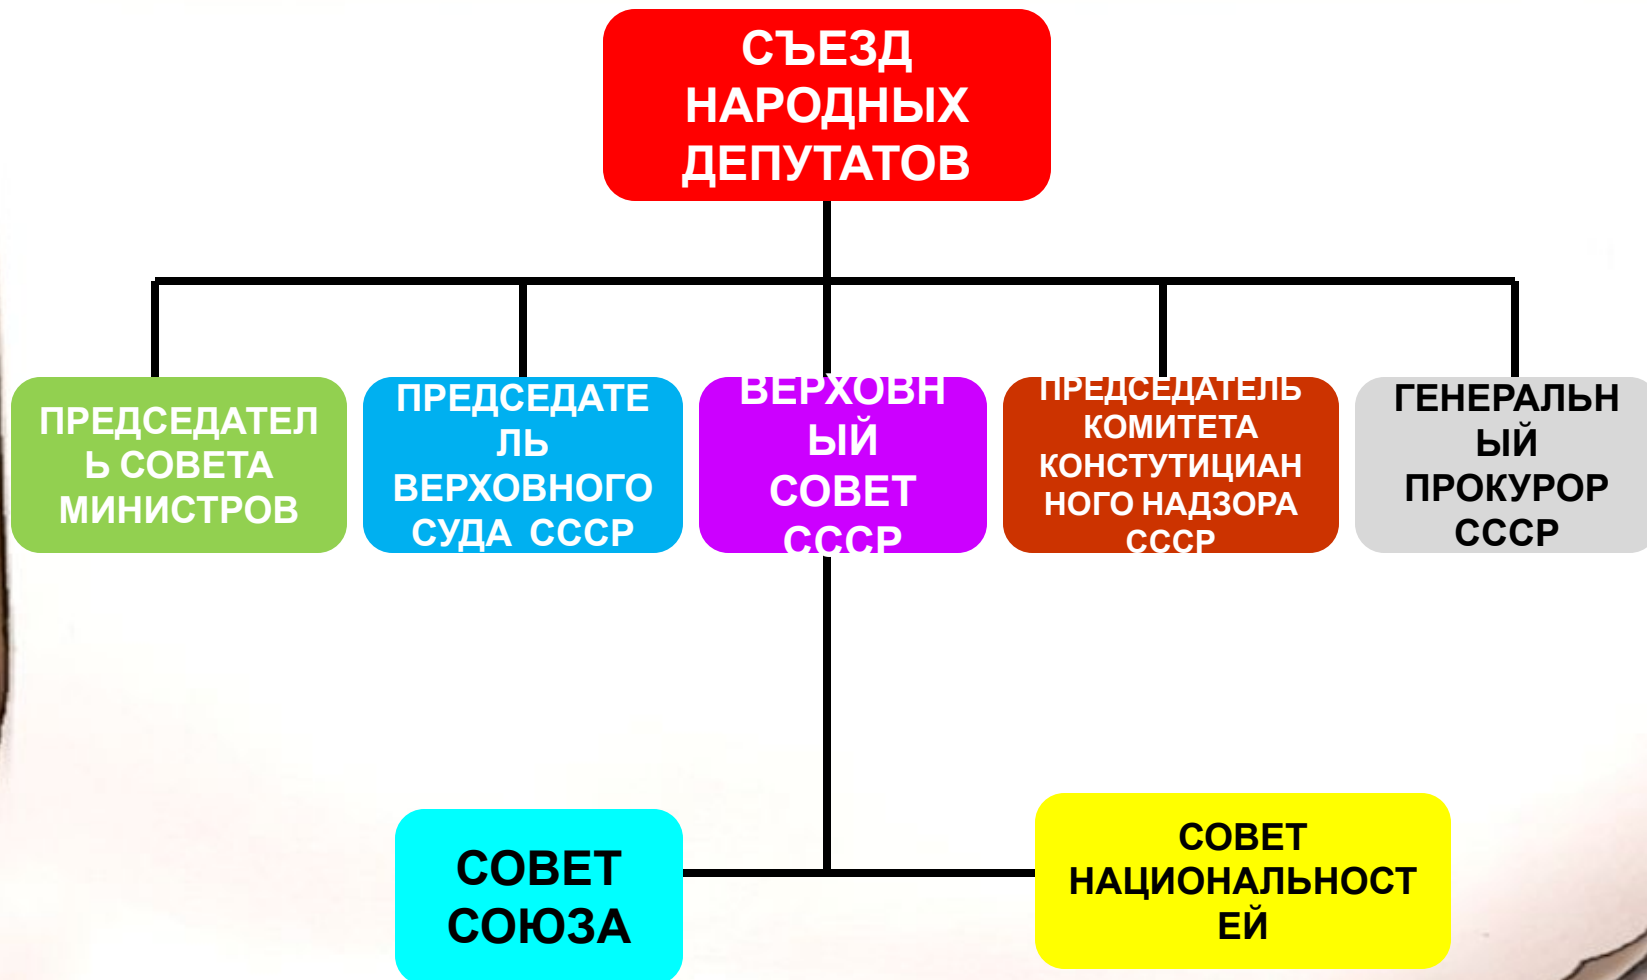 СЪЕЗД
НАРОДНЫХ
ДЕПУТАТОВ
ПРЕДСЕДАТЕЛ
Ь СОВЕТА
МИНИСТРОВ
ПРЕДСЕДАТЕ
ЛЬ
ВЕРХОВНОГО
СУДА СССР
ВЕРХОВН
ЫЙ
СОВЕТ
СССР
ПРЕДСЕДАТЕЛЬ
КОМИТЕТА
КОНСТУТИЦИАН
НОГО НАДЗОРА
СССР
ГЕНЕРАЛЬН
ЫЙ
ПРОКУРОР
СССР
СОВЕТ
СОЮЗА
СОВЕТ
НАЦИОНАЛЬНОСТ
ЕЙ